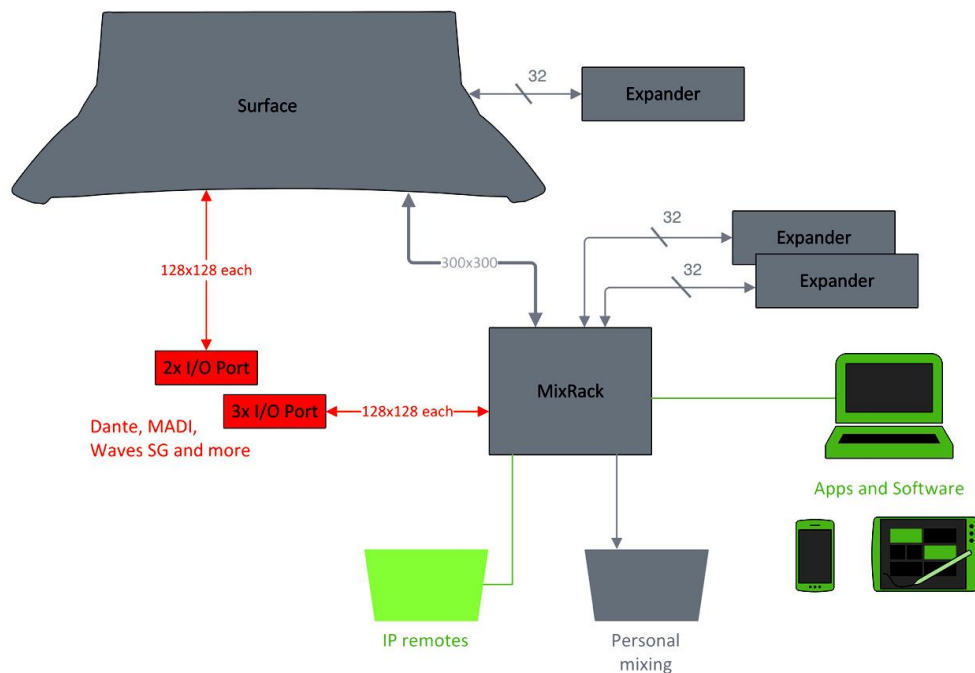 32
Surface
Expander
32
Expander
128x128 each
300x300
32
Expander
2x I/O Port
MixRack
3x I/O Port
128x128 each
Dante, MADI,
Waves SG and more
Apps and Software
IP remotes
Personal
mixing